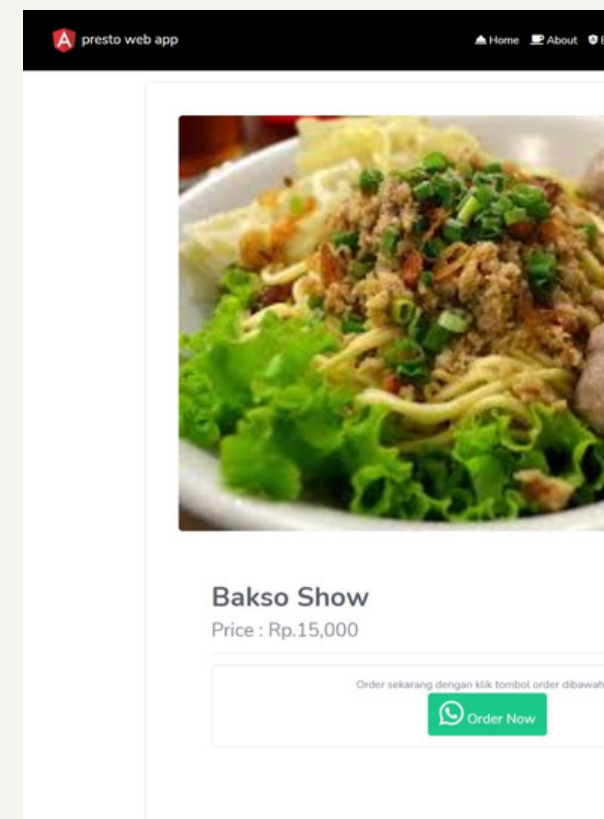 presto web app
Home About
Bakso Show
Price : Rp.15,000
Order sekarang dengan klik tombol order dibawah
Order Now